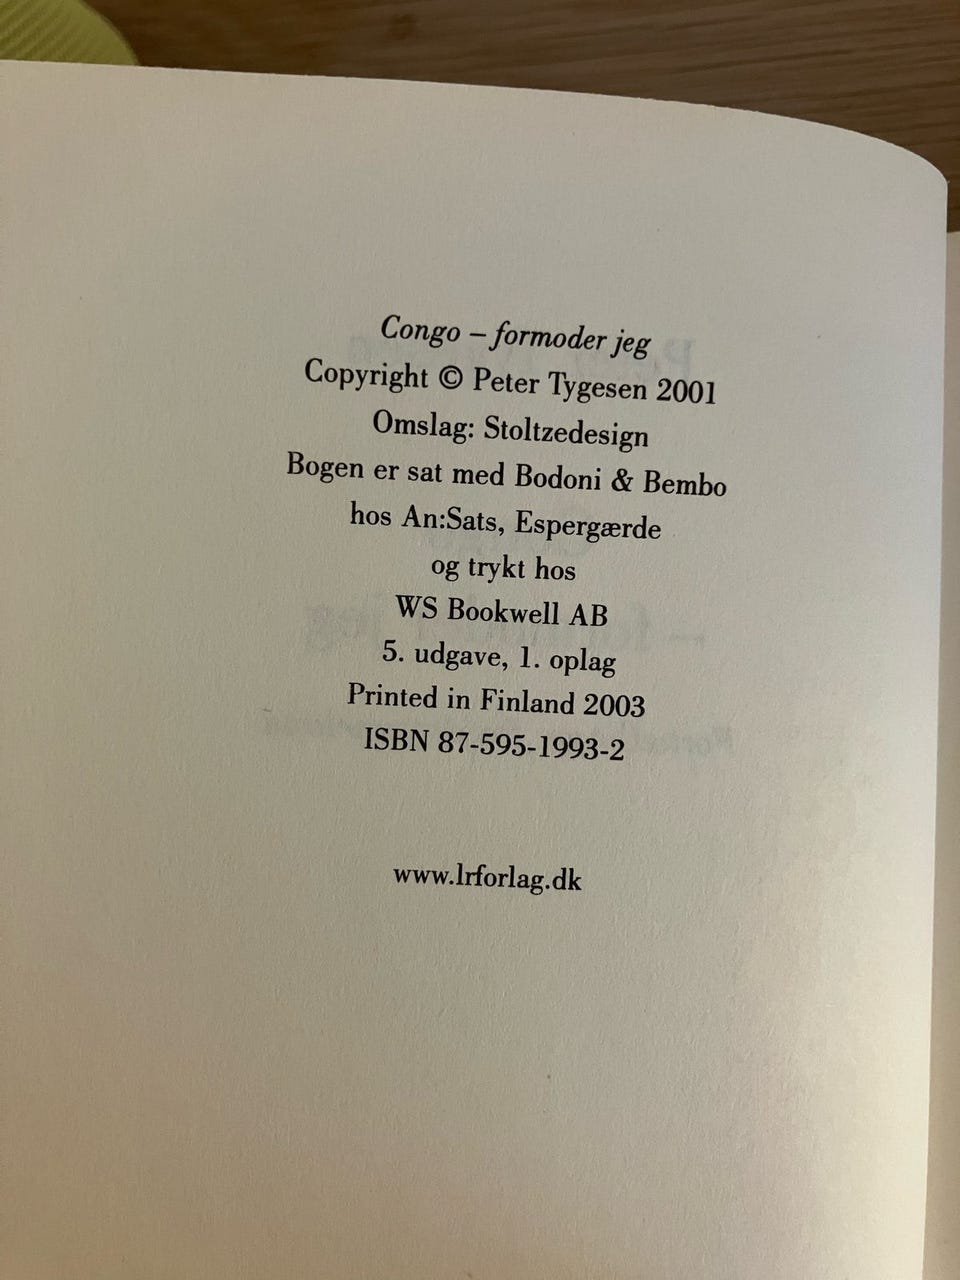 Congo – formoder jeg
Copyright © Peter Tygesen 2001
Omslag: Stoltzedesign
Bogen er sat med Bodoni & Bembo
hos An:Sats, Espergærde
og trykt hos
WS Bookwell AB
5. udgave, 1. oplag
Printed in Finland 2003
ISBN 87-595-1993-2
www.lrforlag.dk